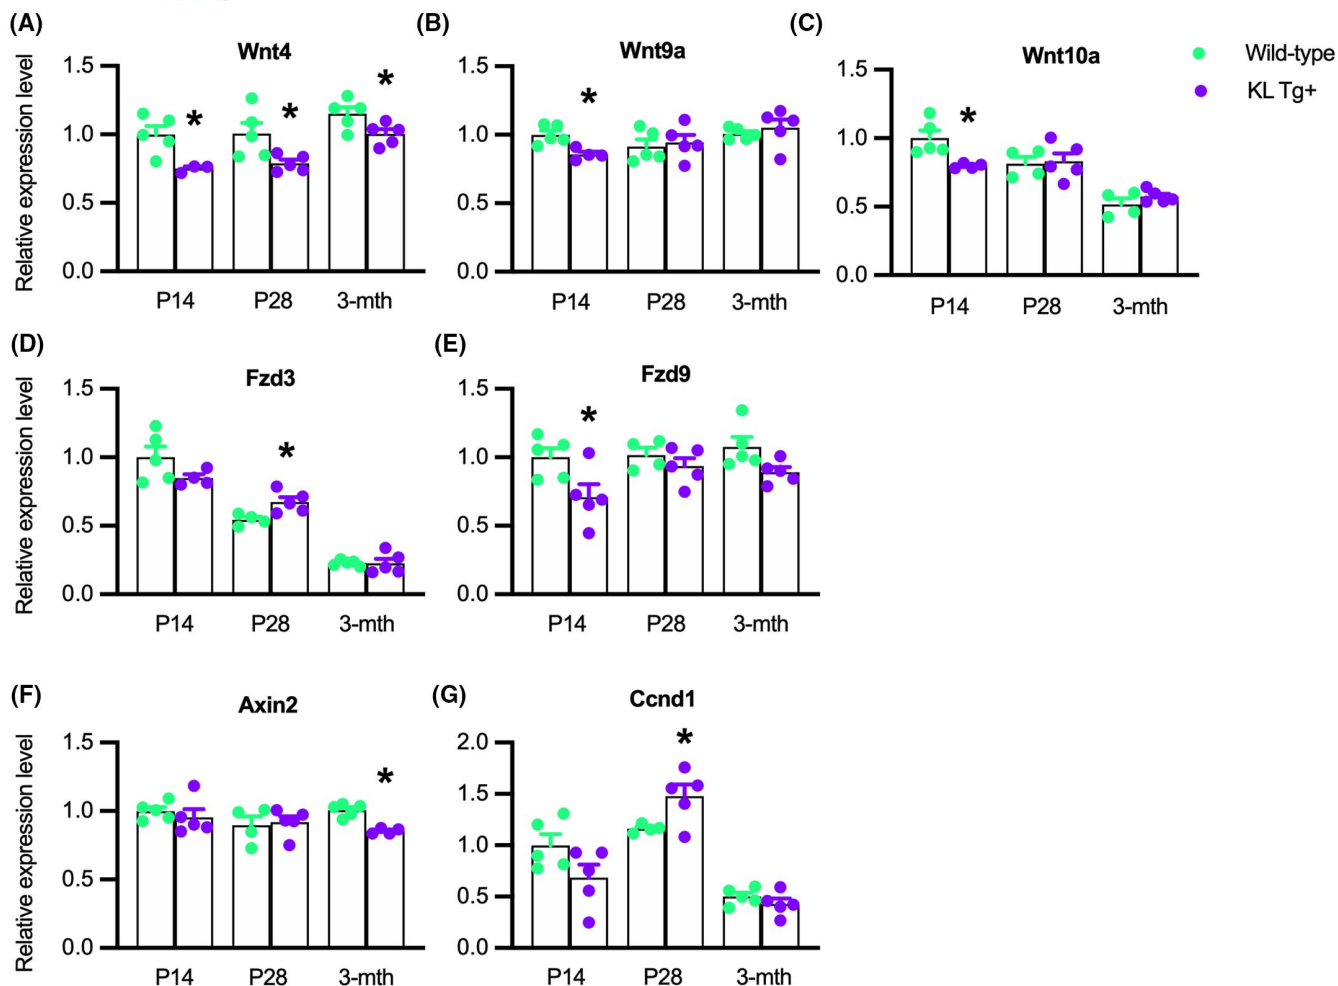 (A)
Wnt4
Relative expression level
1.5
1.0
0.5
0.0
*
*
*
P14 P28 3-mth
(B)
Wnt9a
1.5
1.0
0.5
0.0
*
P14 P28 3-mth
(C)
Wnt10a
1.5
1.0
0.5
0.0
*
P14 P28 3-mth
Wild-type
KL Tg+
(D)
Fzd3
Relative expression level
1.5
1.0
0.5
0.0
*
P14 P28 3-mth
(E)
Fzd9
1.5
1.0
0.5
0.0
*
P14 P28 3-mth
(F)
Axin2
Relative expression level
1.5
1.0
0.5
0.0
*
P14 P28 3-mth
(G)
Ccnd1
2.0
1.5
1.0
0.5
0.0
*
P14 P28 3-mth